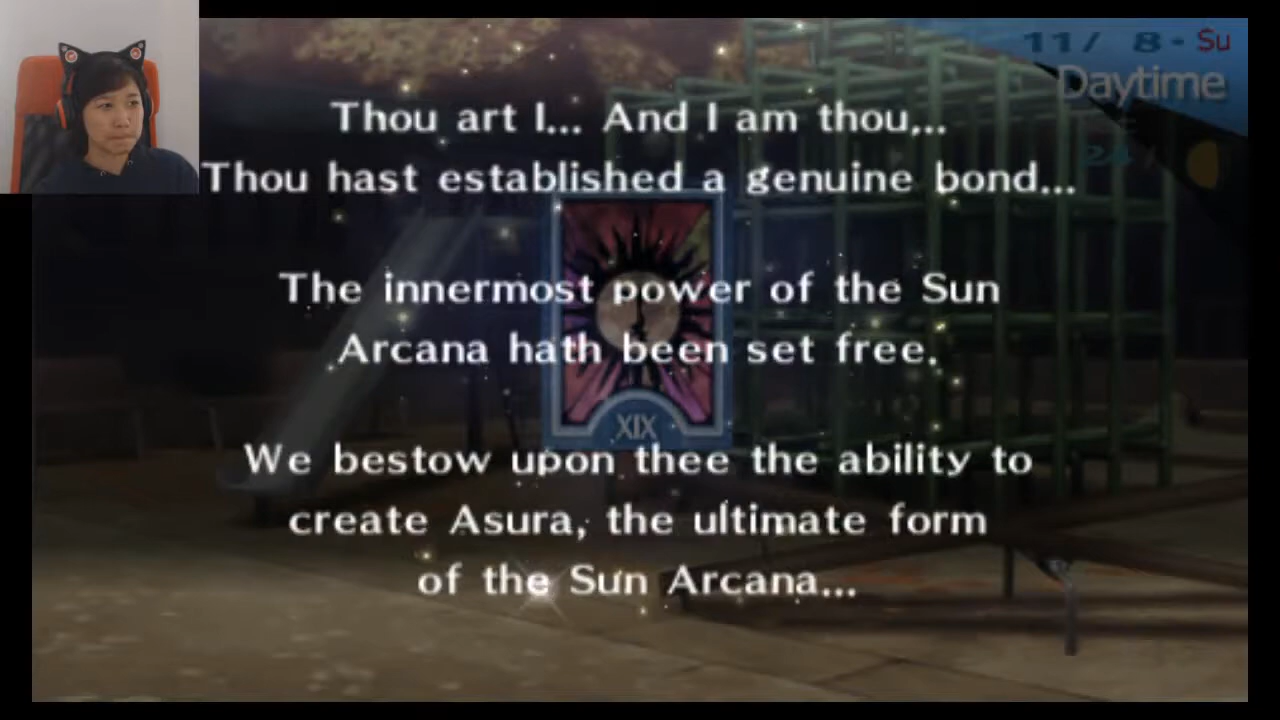 11/ 8 Su
Daytime
24
Thou art I... And I am thou,...
Thou hast established a genuine bond...
The innermost power of the Sun
Arcana hath been set free.
XIX
We bestow upon thee the ability to
create Asura, the ultimate form
of the Sun Arcana...